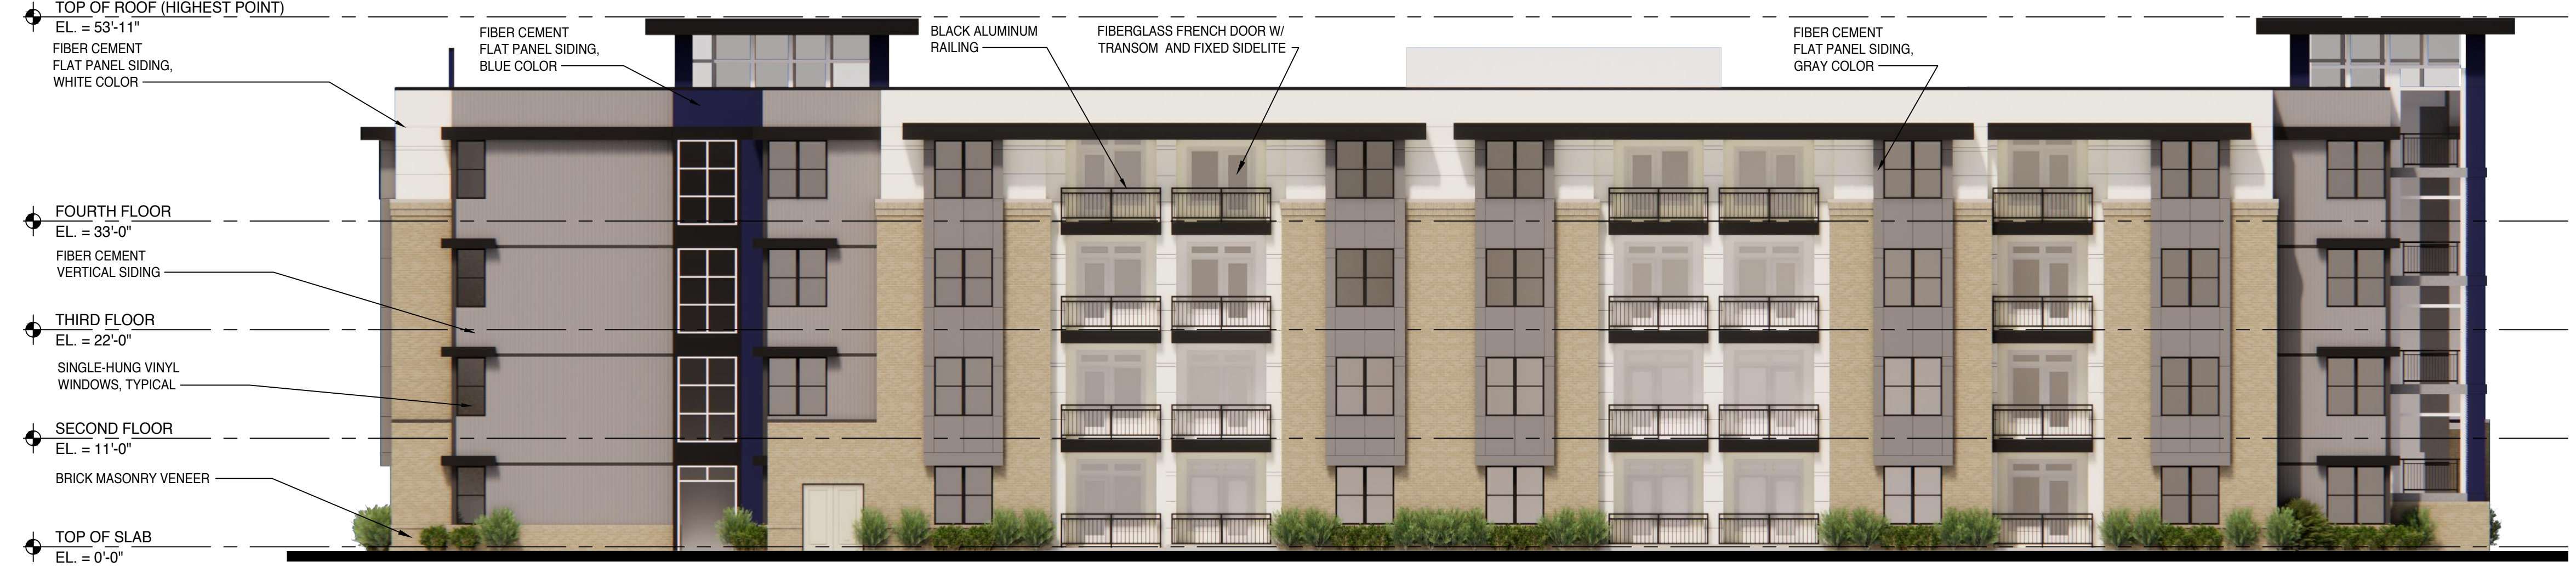 TOP OF ROOF (HIGHEST POINT)
EL. = 53'-11"
FIBER CEMENT
FLAT PANEL SIDING,
WHITE COLOR
FIBER CEMENT
FLAT PANEL SIDING,
BLUE COLOR
BLACK ALUMINUM
RAILING
FIBERGLASS FRENCH DOOR W/
TRANSOM AND FIXED SIDELITE
FIBER CEMENT
FLAT PANEL SIDING,
GRAY COLOR
FOURTH FLOOR
EL. = 33'-0"
FIBER CEMENT
VERTICAL SIDING
THIRD FLOOR
EL. = 22'-0"
SINGLE-HUNG VINYL
WINDOWS, TYPICAL
SECOND FLOOR
EL. = 11'-0"
BRICK MASONRY VENEER
TOP OF SLAB
EL. = 0'-0"